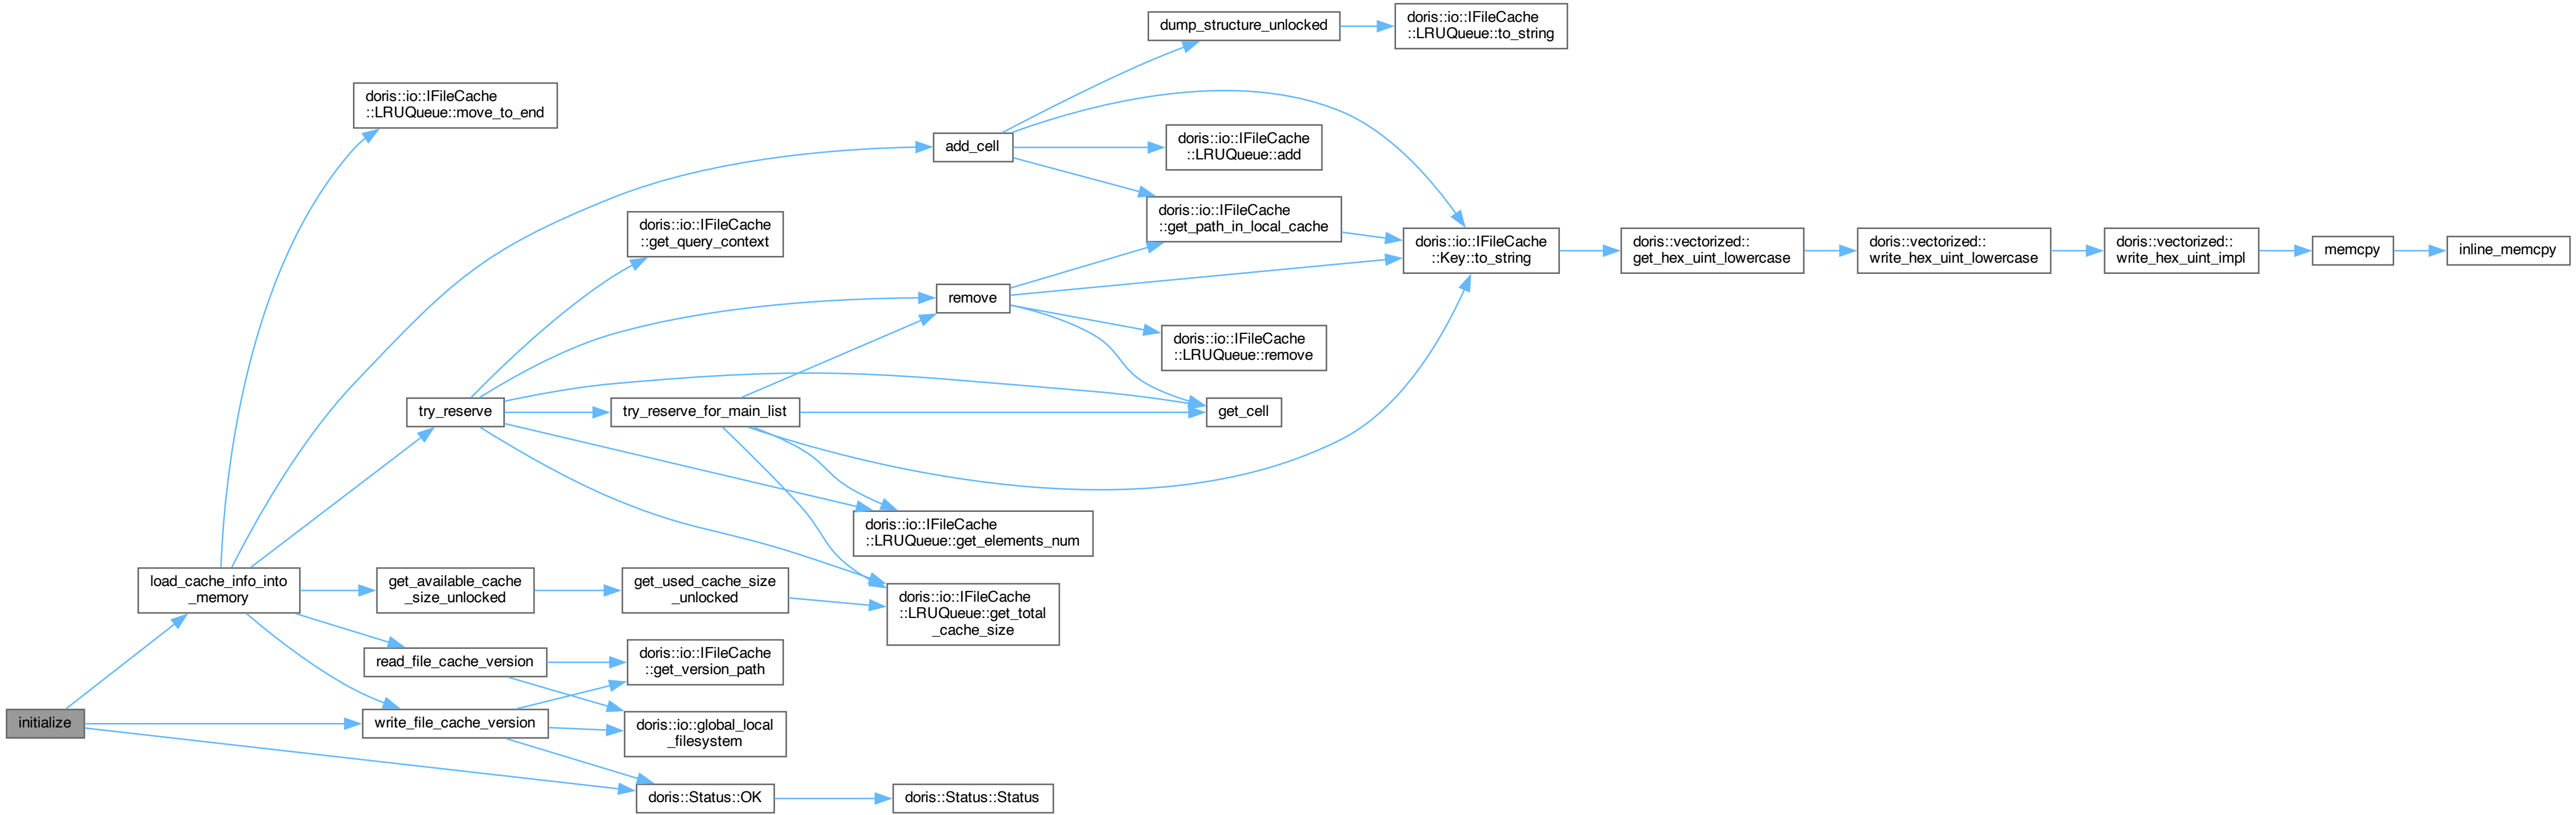 dump_structure_unlocked
doris::io::IFileCache
::LRUQueue::to_string
doris::io::IFileCache
::LRUQueue::move_to_end
add_cell
doris::io::IFileCache
::LRUQueue::add
doris::io::IFileCache
::get_query_context
doris::io::IFileCache
::get_path_in_local_cache
doris::io::IFileCache
::Key::to_string
doris::vectorized::
get_hex_uint_lowercase
doris::vectorized::
write_hex_uint_lowercase
doris::vectorized::
write_hex_uint_impl
memcpy
inline_memcpy
remove
doris::io::IFileCache
::LRUQueue::remove
try_reserve
try_reserve_for_main_list
get_cell
doris::io::IFileCache
::LRUQueue::get_elements_num
load_cache_info_into
_memory
get_available_cache
_size_unlocked
get_used_cache_size
_unlocked
doris::io::IFileCache
::LRUQueue::get_total
_cache_size
read_file_cache_version
doris::io::IFileCache
::get_version_path
initialize
write_file_cache_version
doris::io::global_local
_filesystem
doris::Status::OK
doris::Status::Status